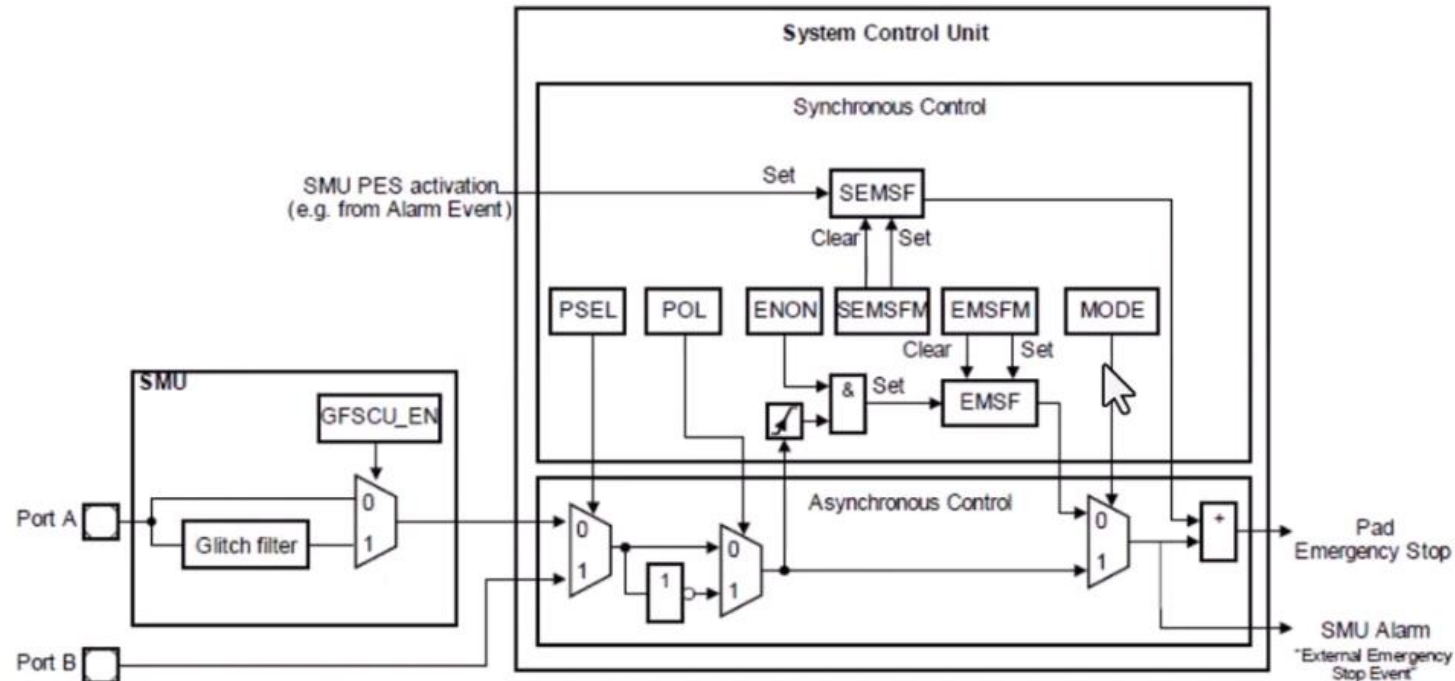 System Control Unit
Synchronous Control
SMU PES activation
(e.g. from Alarm Event)
Set
SEMSF
Clear
Set
PSEL
POL
ENON
SEMSFM
EMSFM
MODE
Clear
Set
SMU
GFSCU_EN
&
Set
EMSF
Port A
Glitch filter
0
1
Asynchronous Control
0
1
1
0
1
0
1
+
Pad
Emergency Stop
Port B
SMU Alarm
"External Emergency
Stop Event"